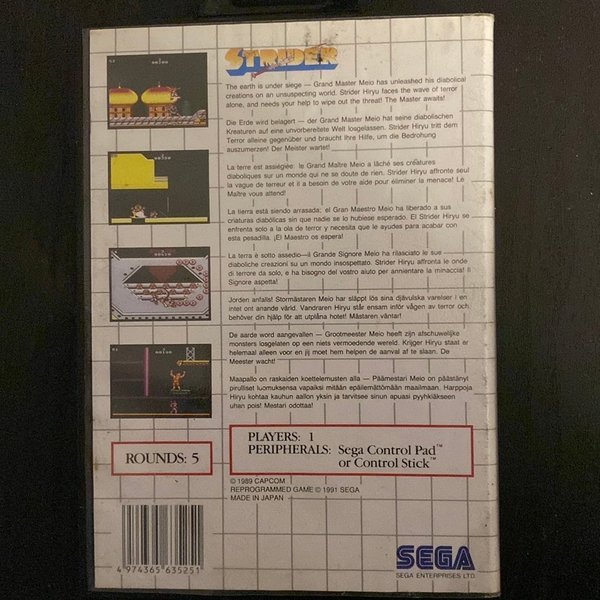 STRIDER
The earth is under siege — Grand Master Meio has unleashed his diabolical
creations on an unsuspecting world. Strider Hiryu faces the wave of terror
alone, and needs your help to wipe out the threat! The Master awaits!
Die Erde wird belagert — der Grand Master Meio hat seine diabolischen
Kreaturen auf eine unvorbereitete Welt losgelassen. Strider Hiryu tritt dem
Terror alleine gegenüber und braucht Ihre Hilfe, um die Bedrohung
auszumerzen! Der Meister wartet!
La terre est assiégée: le Grand Maître Meio a lâché ses créatures
diaboliques sur un monde qui ne se doute de rien. Strider Hiryu affronte seul
la vague de terreur et il a besoin de votre aide pour éliminer la menace! Le
Maître vous attend!
La tierra está siendo arrasada: el Gran Maestro Meio ha liberado a sus
criaturas diabólicas sin que nadie se lo hubiese esperado. El Strider Hiryu se
enfrenta solo a la ola de terror y necesita que le ayudes para acabar con
esta pesadilla. ¡El Maestro os espera!
La terra è sotto assedio—il Grande Signore Meio ha rilasciato le sue
diaboliche creazioni su un mondo insospettato. Strider Hiryu affronta le onde
di terrore da solo, e ha bisogno del vostro aiuto per annientare la minaccia! Il
Signore aspetta!
Jorden anfalls! Stormästaren Meio har släppt lös sina djävulska varelser i en
intet ont anande värld. Vandraren Hiryu står ensam inför vågen av terror och
behöver din hjälp för att utplåna hotet! Mästaren väntar!
De aarde word aangevallen — Grootmeester Meio heeft zijn afschuwelijke
monsters losgelaten op een niets vermoedende wereld. Krijger Hiryu staat er
helemaal alleen voor en jij moet hem helpen de aanval af te slaan. De
Meester wacht!
Maapallo on raskaiden koettelemusten alla — Päämestari Meio on päästänyt
pirulliset luomuksensa vapaiksi mitään epäilemättömään maailmaan. Harppoja
Hiryu kohtaa kauhun aallon yksin ja tarvitsee sinun apuasi pyyhkiäkseen
uhan pois! Mestari odottaa!
ROUNDS: 5
PLAYERS: 1
PERIPHERALS: Sega Control Pad™
or Control Stick™
© 1989 CAPCOM
REPROGRAMMED GAME © 1991 SEGA
MADE IN JAPAN
4 974365 635251
SEGA
SEGA ENTERPRISES LTD.